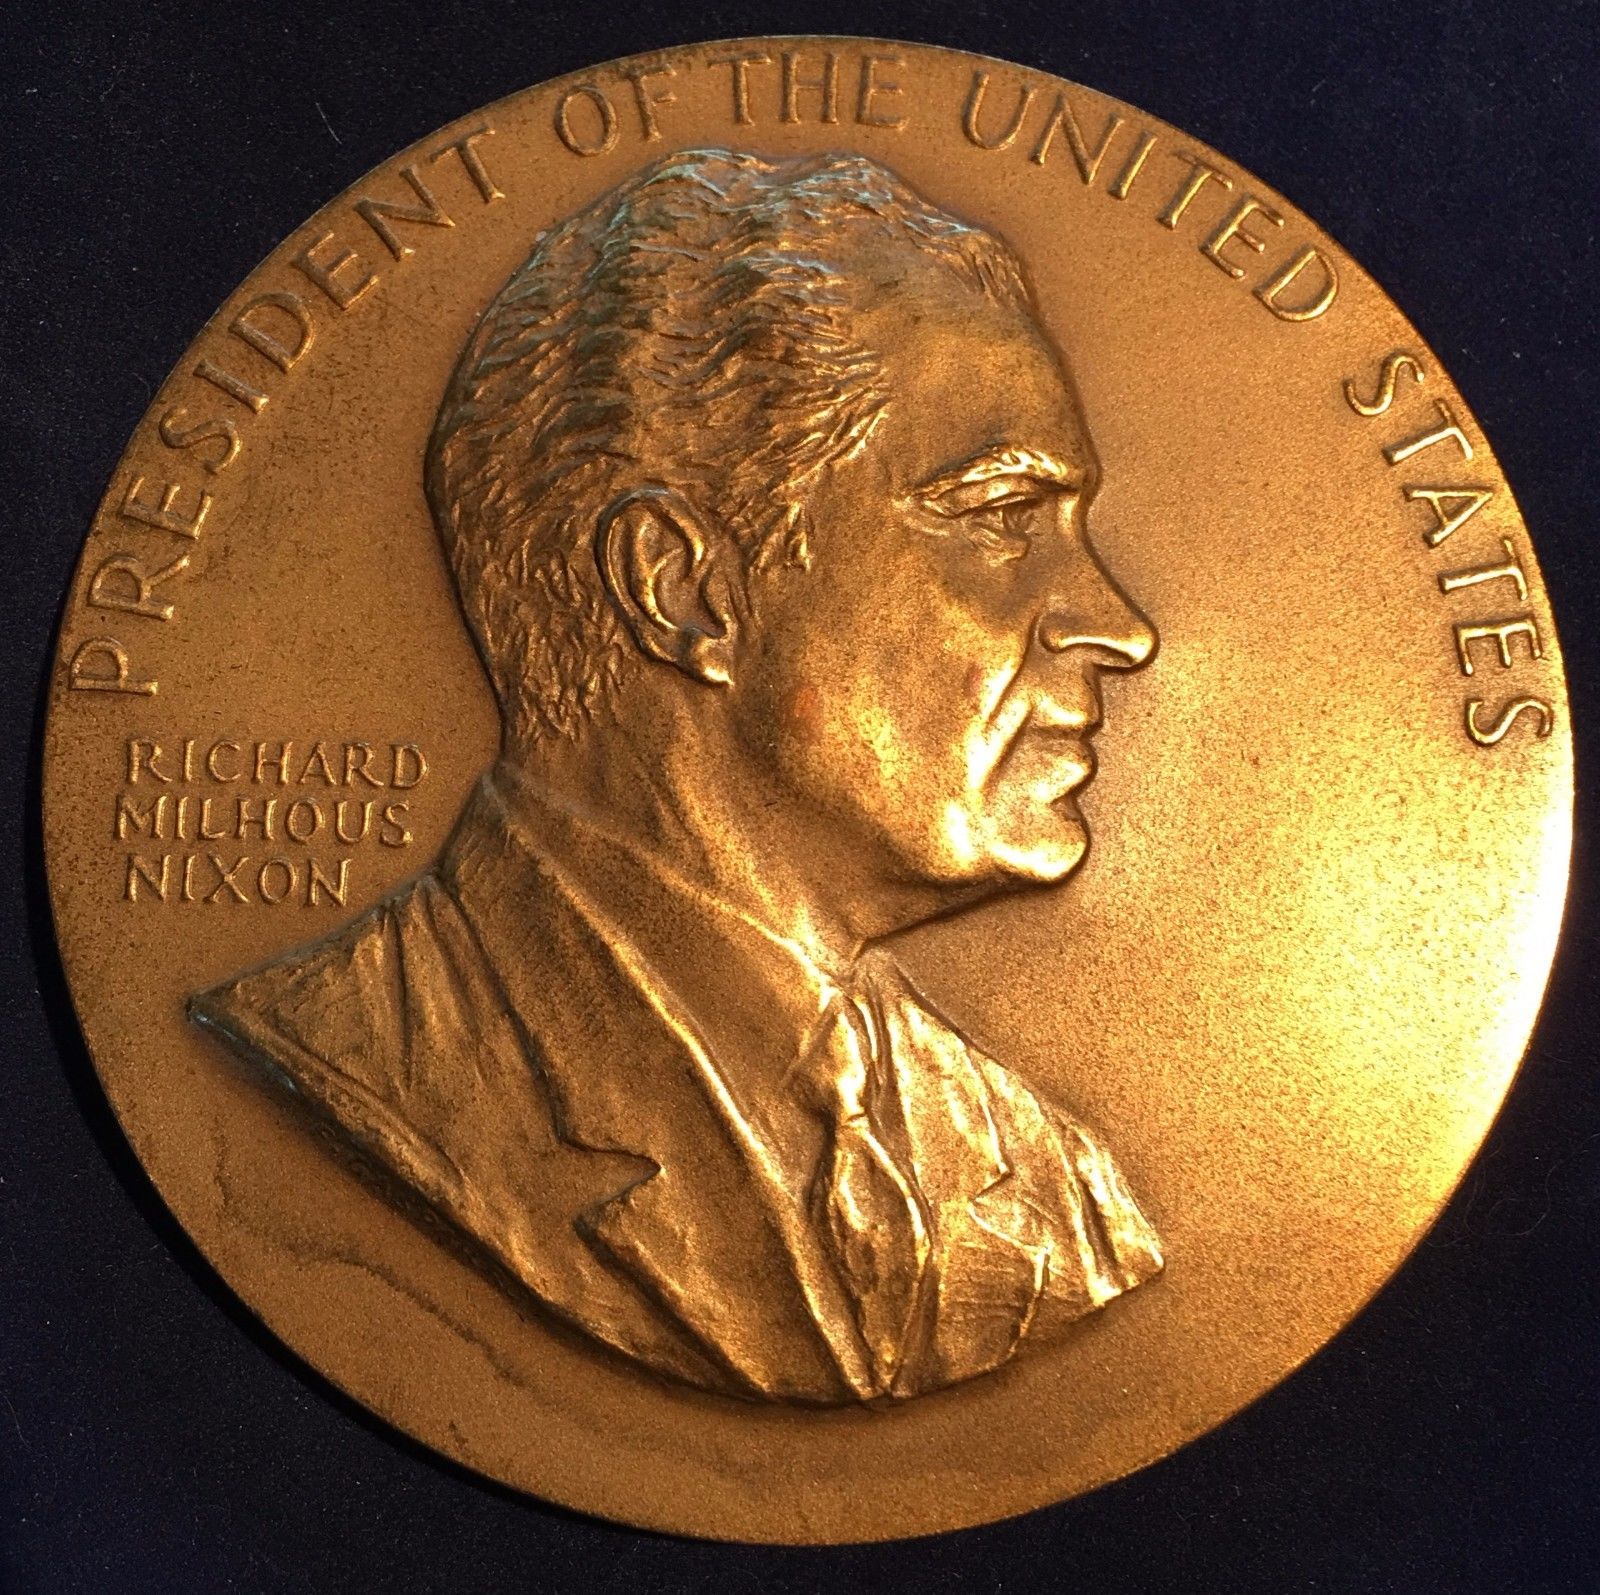 PRESIDENT OF THE UNITED STATES
RICHARD
MILHOUS
NIXON